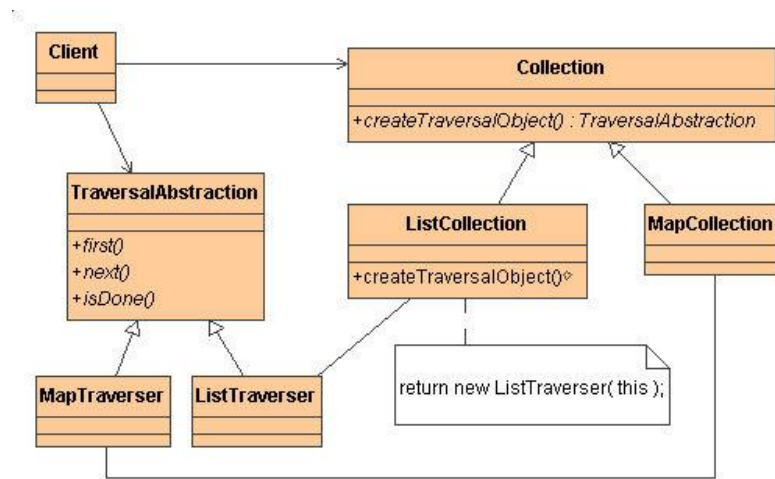 Client
Collection
+createTraversalObject() : TraversalAbstraction
TraversalAbstraction
+first()
+next()
+isDone()
ListCollection
+createTraversalObject()
MapCollection
MapTraverser
ListTraverser
return new ListTraverser( this );